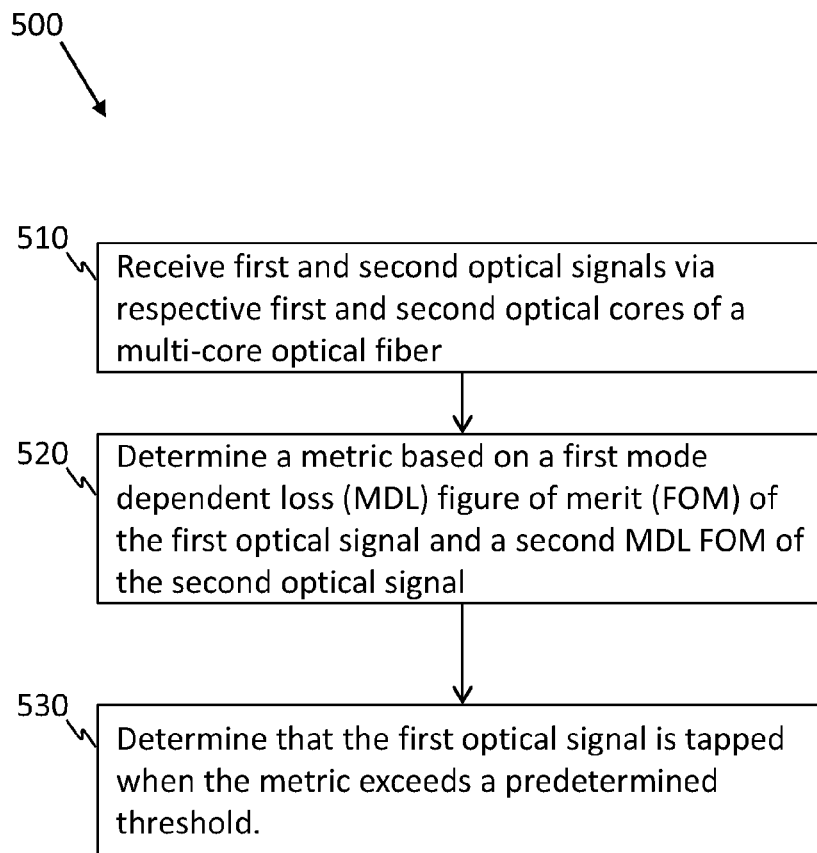 500
510
Receive first and second optical signals via
respective first and second optical cores of a
multi-core optical fiber
520
Determine a metric based on a first mode
dependent loss (MDL) figure of merit (FOM) of
the first optical signal and a second MDL FOM of
the second optical signal
530
Determine that the first optical signal is tapped
when the metric exceeds a predetermined
threshold.